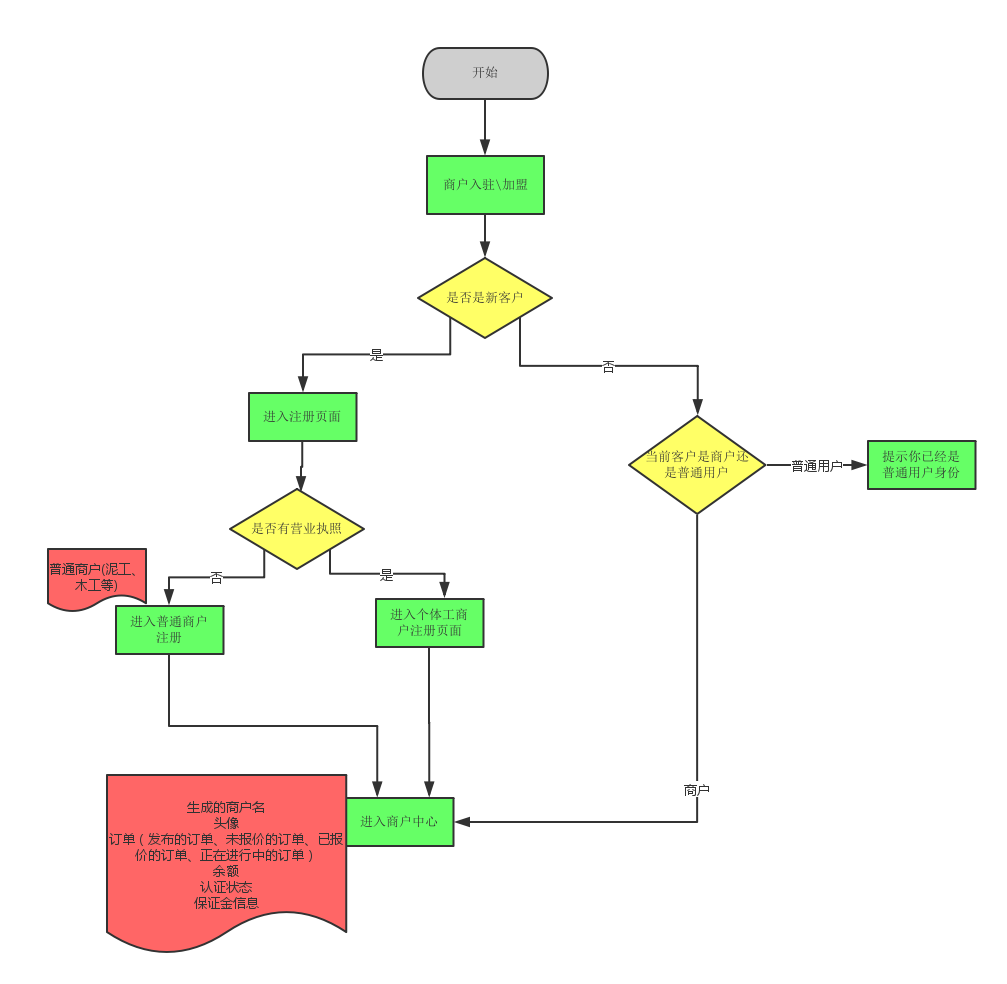 开始
商户入驻\加盟
是否是新客户
是
否
进入注册页面
当前客户是商户还
是普通用户
普通用户
提示你已经是
普通用户身份
是否有营业执照
否
是
普通商户(泥工、
木工等)
进入普通商户
注册
进入个体工商
户注册页面
商户
生成的商户名
头像
订单（发布的订单、未报价的订单、已报
价的订单、正在进行中的订单）
余额
认证状态
保证金信息
进入商户中心